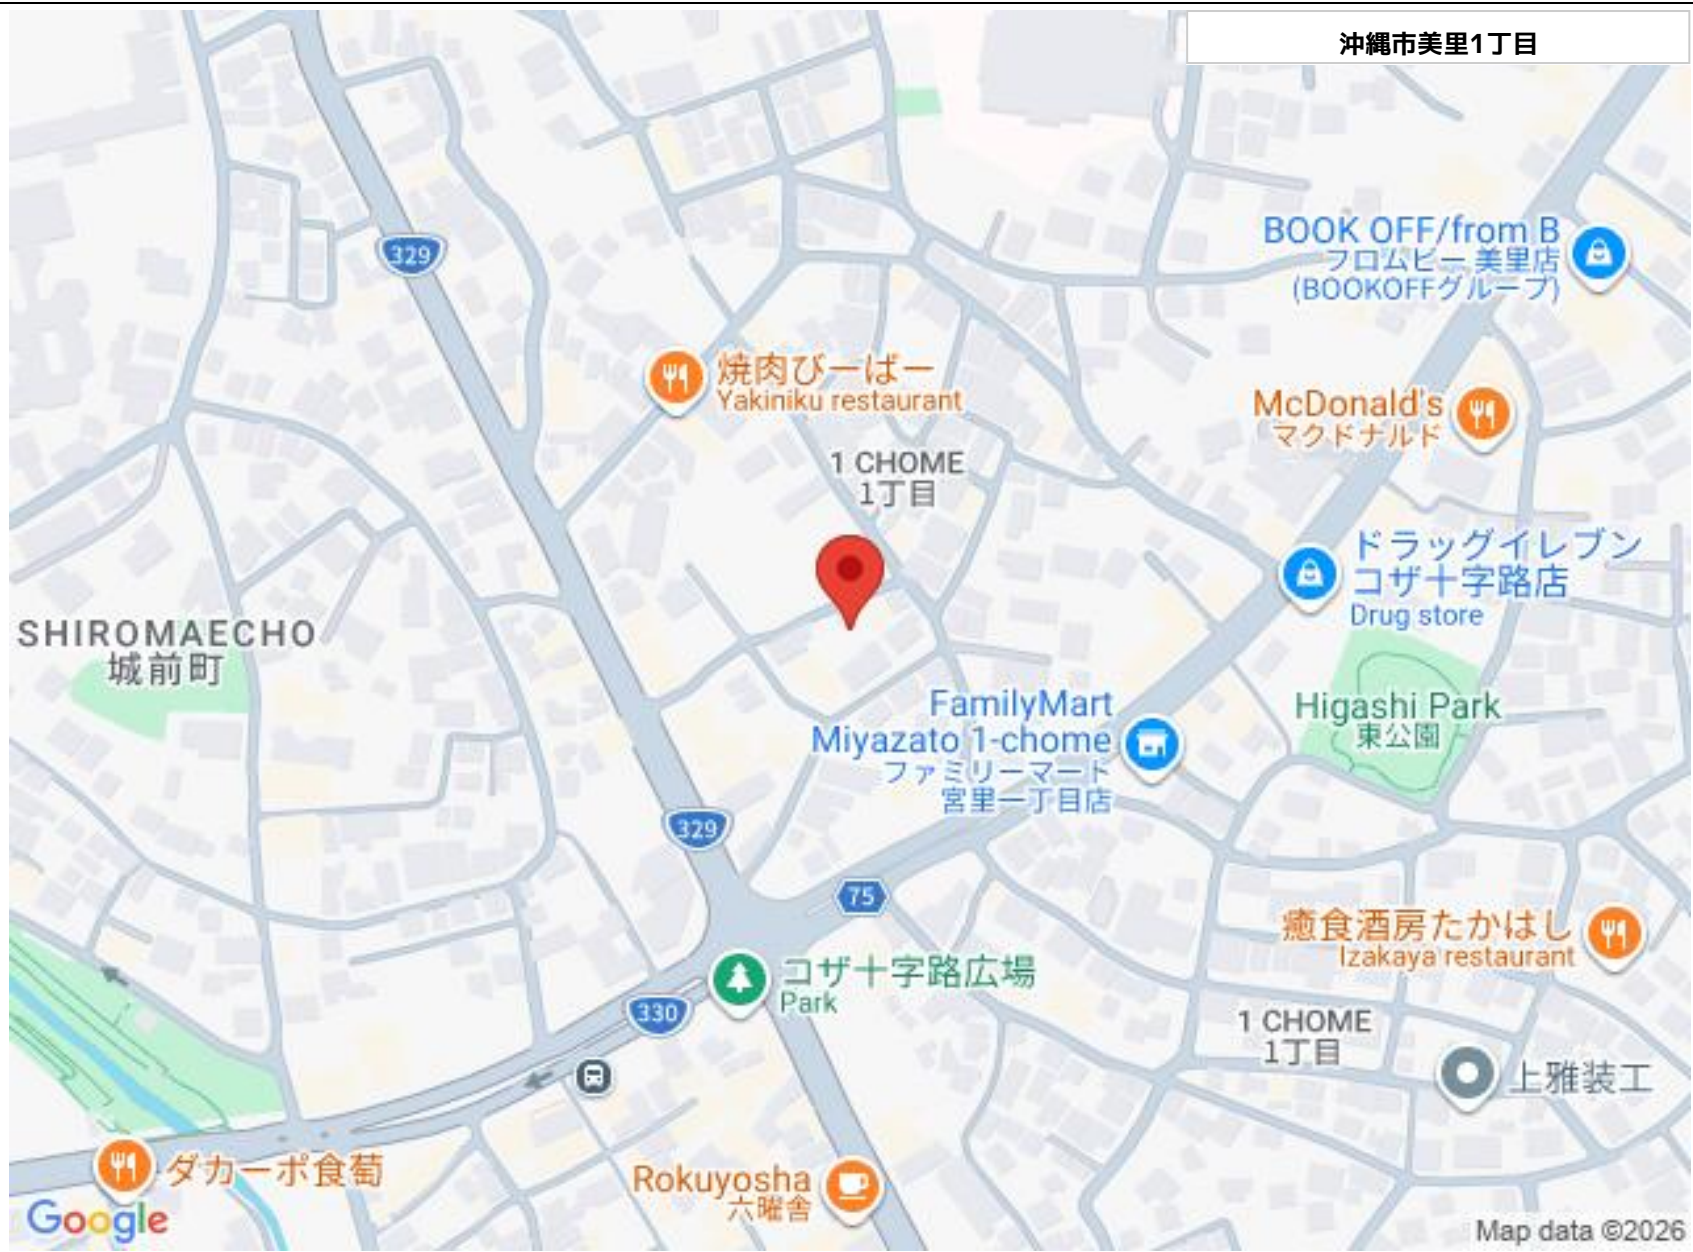 沖縄市美里1丁目
BOOK OFF/from B
フロムビー 美里店
(BOOKOFFグループ)
329
焼肉びーばー
Yakiniku restaurant
McDonald's
マクドナルド
1 CHOME
1丁目
ドラッグイレブン
コザ十字路店
Drug store
SHIROMAECHO
城前町
FamilyMart
Miyazato 1-chome
ファミリーマート
宮里一丁目店
Higashi Park
東公園
329
75
癒食酒房たかはし
Izakaya restaurant
コザ十字路広場
Park
330
1 CHOME
1丁目
上雅装工
ダカーポ食萄
Rokuyosha
六曜舎
Google
Map data ©2026